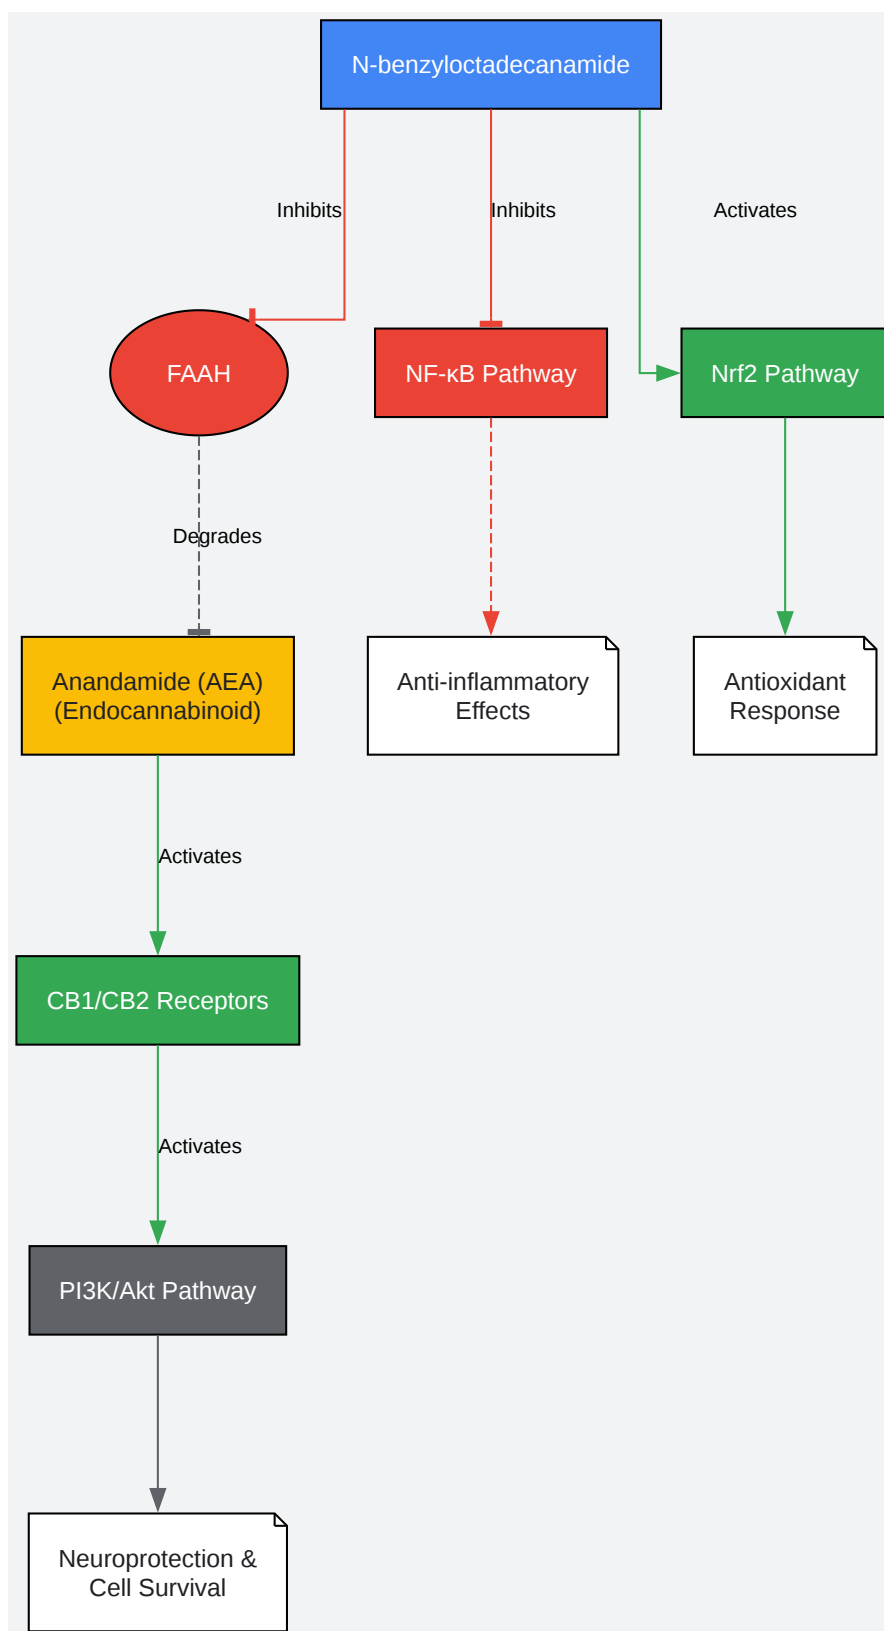 N-benzyloctadecanamide
Inhibits
Inhibits
Activates
FAAH
NF-κB Pathway
Nrf2 Pathway
Degrades
Anandamide (AEA)
(Endocannabinoid)
Anti-inflammatory
Effects
Antioxidant
Response
Activates
CB1/CB2 Receptors
Activates
PI3K/Akt Pathway
Neuroprotection &
Cell Survival